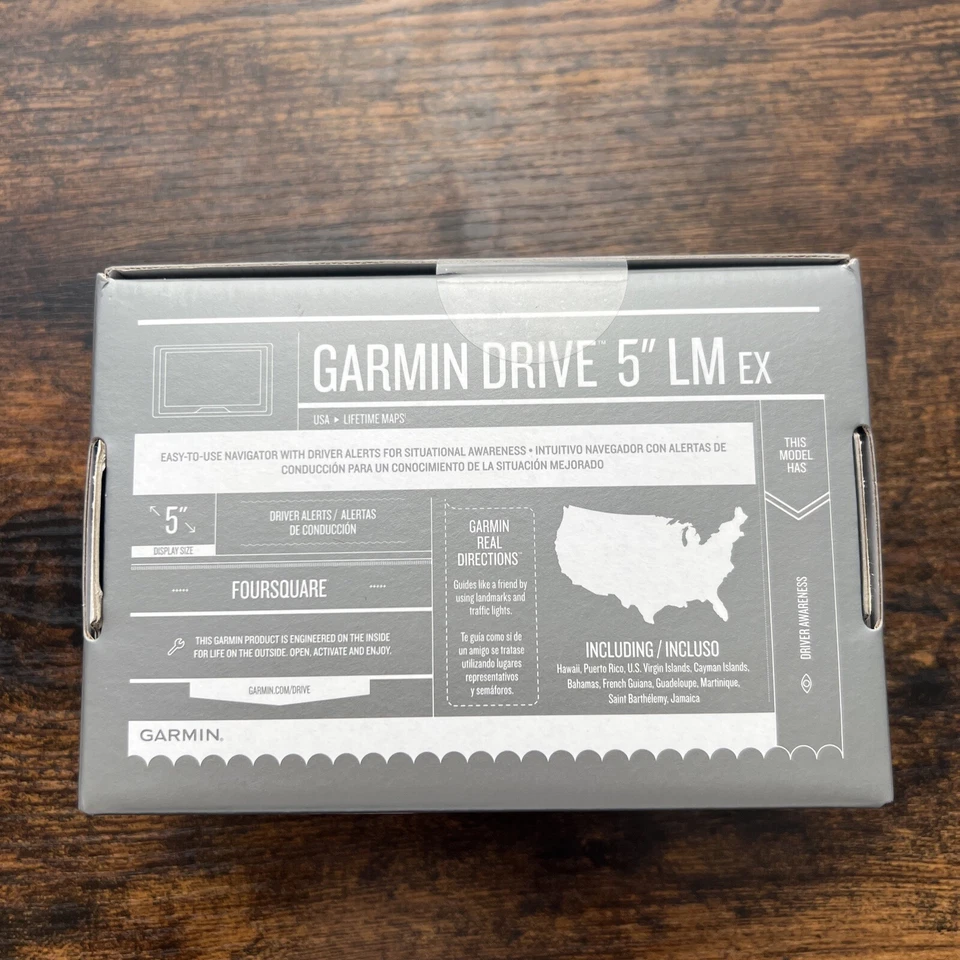 GARMIN DRIVE™ 5" LM EX
USA ▸ LIFETIME MAPS¹
EASY-TO-USE NAVIGATOR WITH DRIVER ALERTS FOR SITUATIONAL AWARENESS • INTUITIVO NAVEGADOR CON ALERTAS DE
CONDUCCIÓN PARA UN CONOCIMIENTO DE LA SITUACIÓN MEJORADO
THIS
MODEL
HAS
5"
DISPLAY SIZE
DRIVER ALERTS / ALERTAS
DE CONDUCCIÓN
FOURSQUARE
THIS GARMIN PRODUCT IS ENGINEERED ON THE INSIDE
FOR LIFE ON THE OUTSIDE. OPEN, ACTIVATE AND ENJOY.
GARMIN.COM/DRIVE
GARMIN
REAL
DIRECTIONS™
Guides like a friend by
using landmarks and
traffic lights.
Te guía como si de
un amigo se tratase
utilizando lugares
representativos
y semáforos.
INCLUDING / INCLUSO
Hawaii, Puerto Rico, U.S. Virgin Islands, Cayman Islands,
Bahamas, French Guiana, Guadeloupe, Martinique,
Saint Barthélemy, Jamaica
DRIVER AWARENESS
GARMIN®